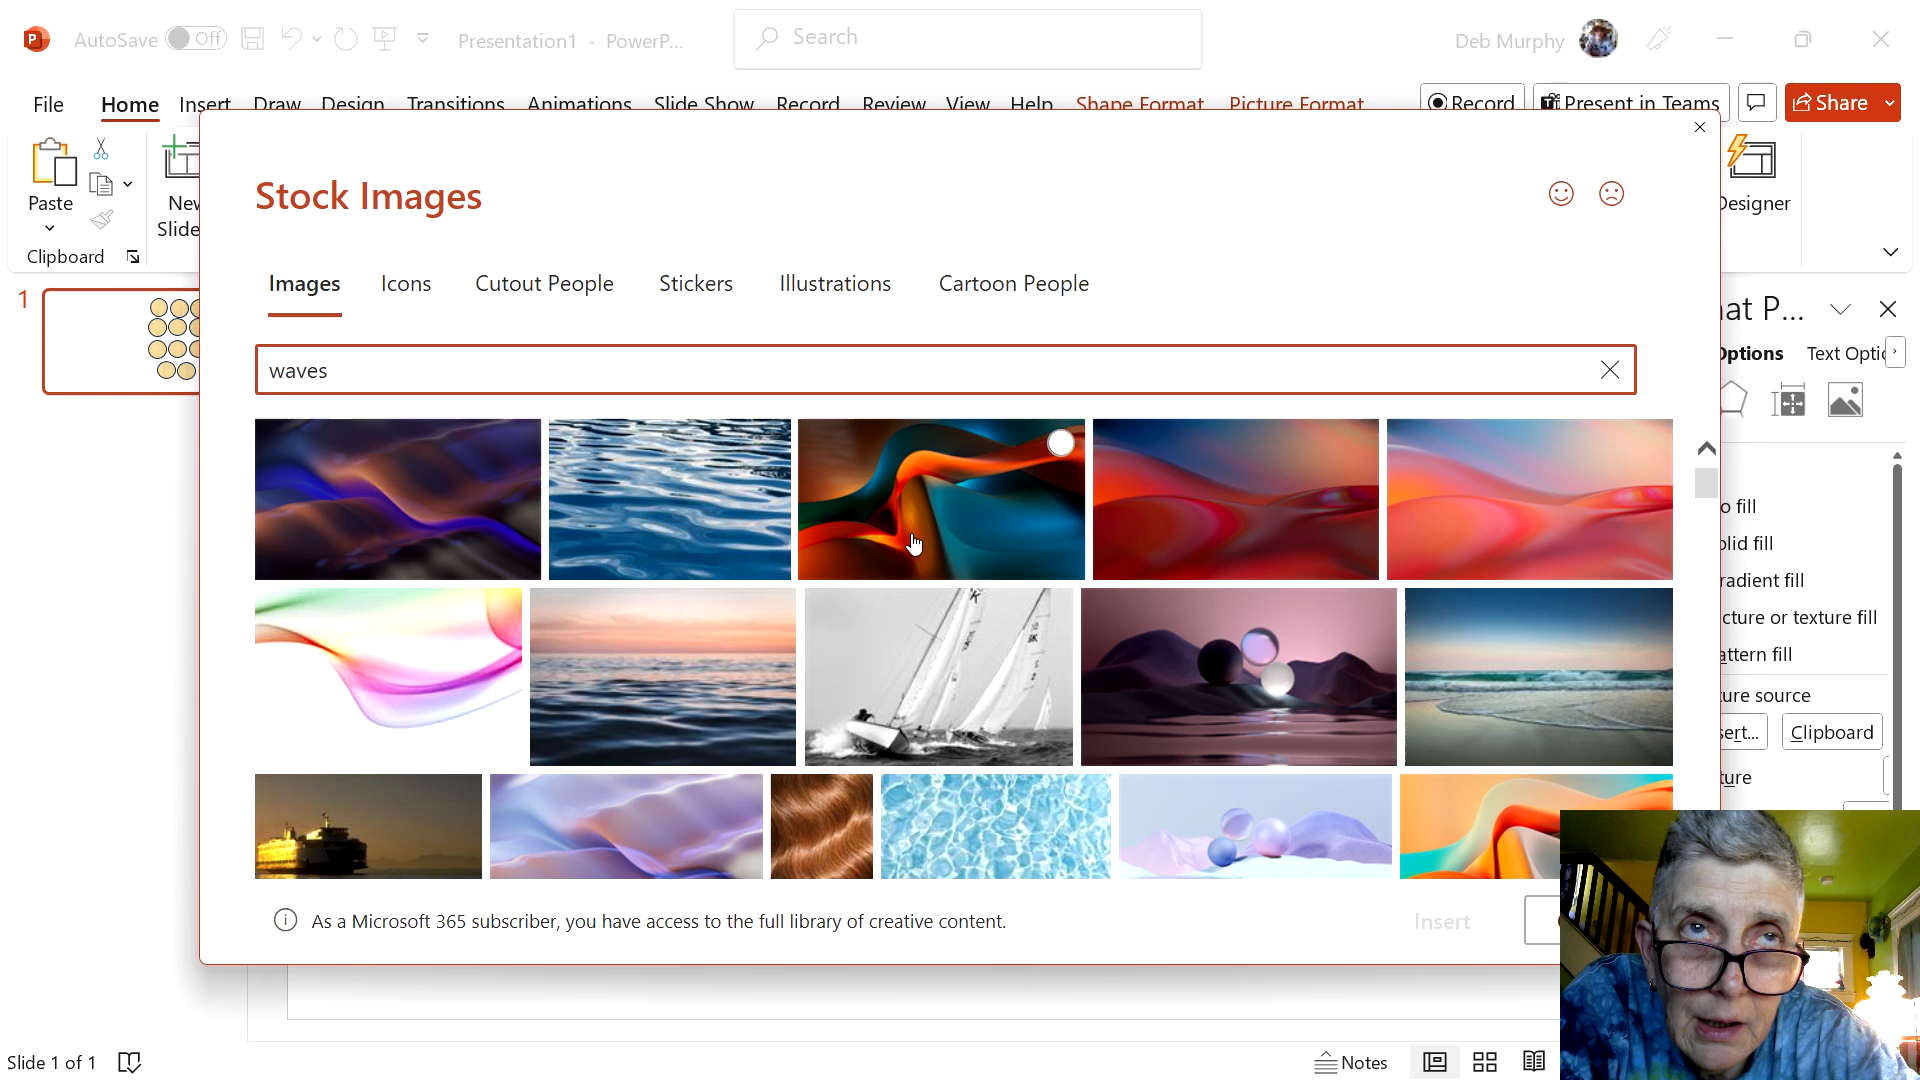 AutoSave Off Presentation1 - PowerP... Search Deb Murphy
File Home Insert Draw Design Transitions Animations Slide Show Record Review View Help Shape Format Picture Format Record Present in Teams Share
Paste
Clipboard
New
Slide
Designer
Stock Images
Images Icons Cutout People Stickers Illustrations Cartoon People
waves
As a Microsoft 365 subscriber, you have access to the full library of creative content.
Insert
1
at P...
Options Text Optic
o fill
olid fill
radient fill
cture or texture fill
attern fill
ure source
sert... Clipboard
ture
Slide 1 of 1 Notes